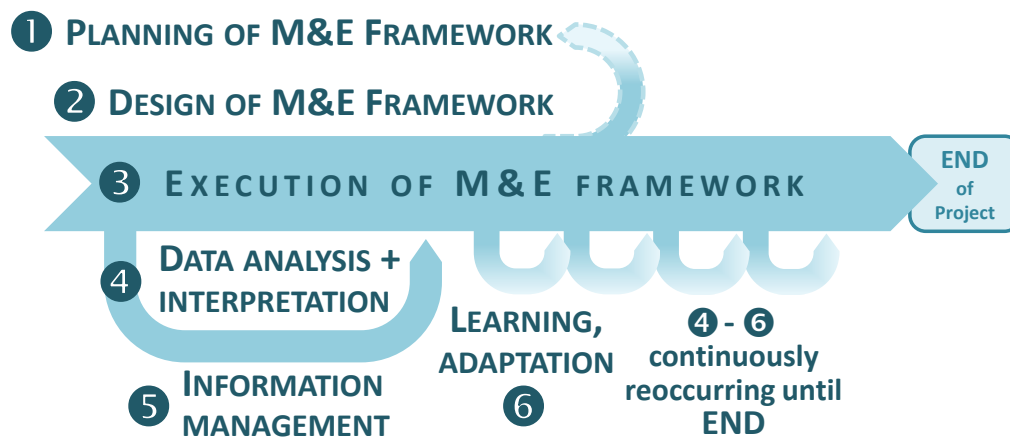 ❶ PLANNING OF M&E FRAMEWORK
❷ DESIGN OF M&E FRAMEWORK
❸ EXECUTION OF M&E FRAMEWORK
END
of
Project
❹ DATA ANALYSIS +
INTERPRETATION
❺ INFORMATION
MANAGEMENT
LEARNING,
ADAPTATION
❻
❹ - ❻
continuously
reoccurring until
END